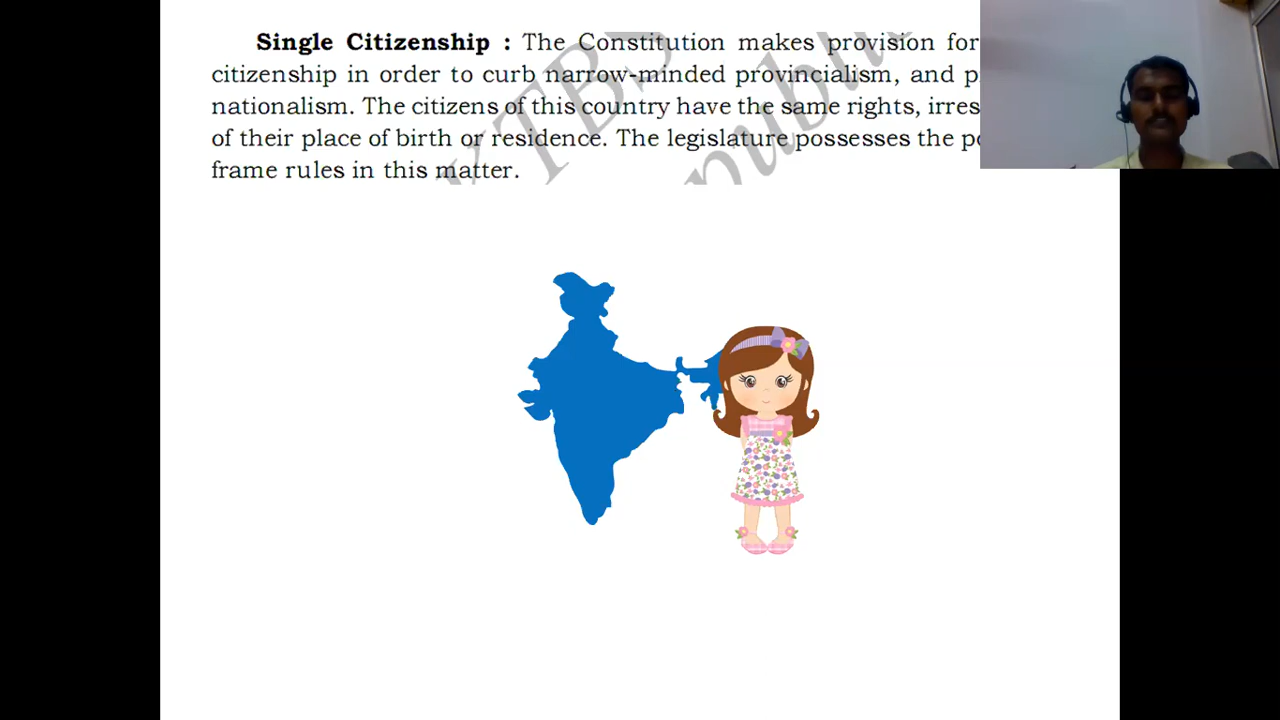 Single Citizenship : The Constitution makes provision for
citizenship in order to curb narrow-minded provincialism, and
nationalism. The citizens of this country have the same rights,
of their place of birth or residence. The legislature possesses the
frame rules in this matter.
KTBS